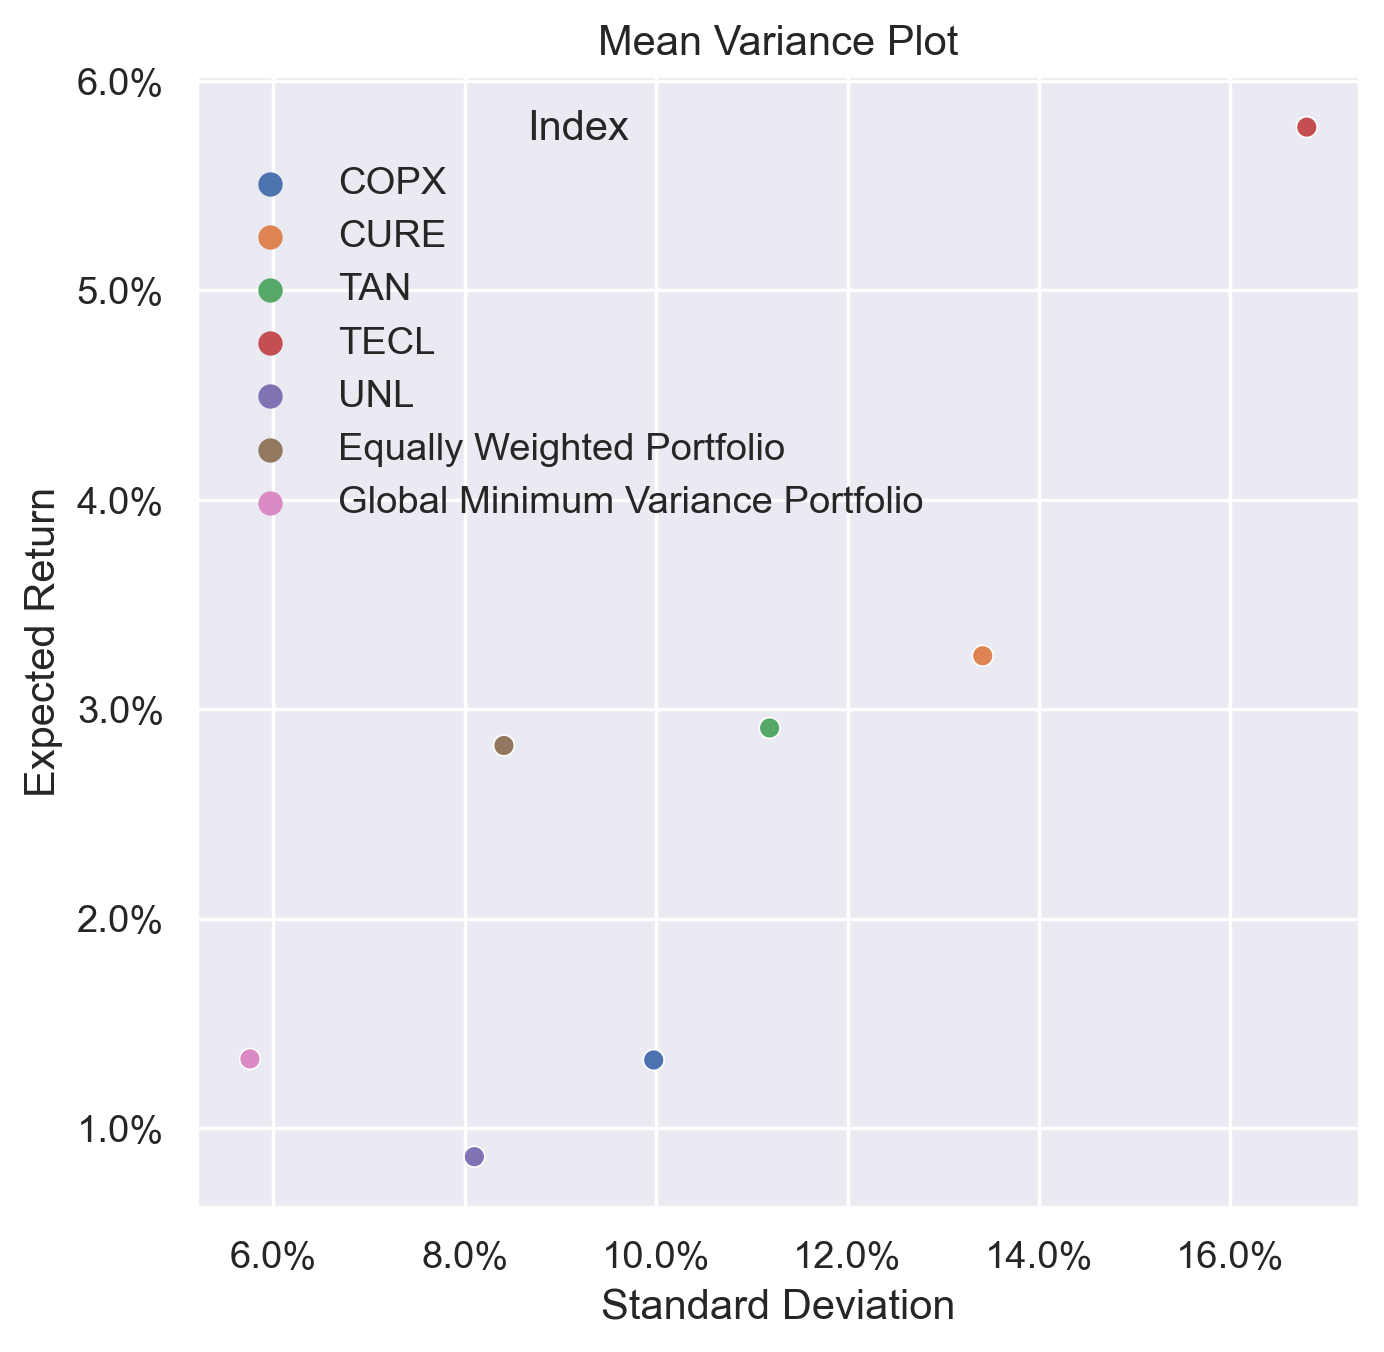 Mean Variance Plot
6.0%
Index
COPX
CURE
5.0%
TAN
TECL
UNL
Equally Weighted Portfolio
4.0%
Global Minimum Variance Portfolio
Expected Return
3.0%
2.0%
1.0%
6.0% 8.0% 10.0% 12.0% 14.0% 16.0%
Standard Deviation